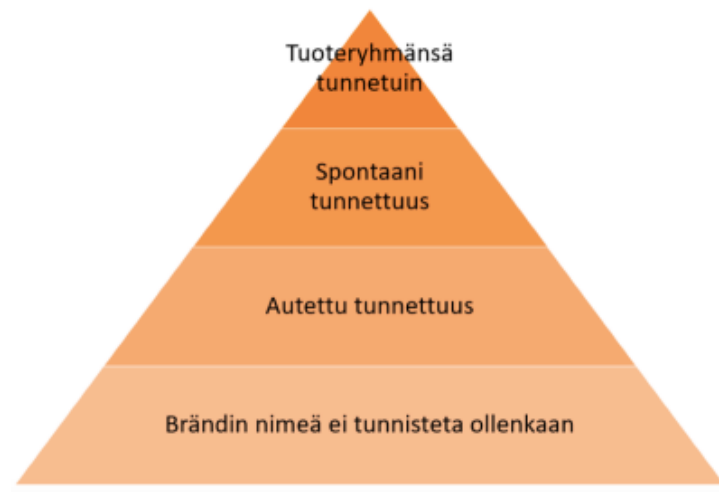 Tuoteryhmänsä
tunnetuin
Spontaani
tunnettuus
Autettu tunnettuus
Brändin nimeä ei tunnisteta ollenkaan